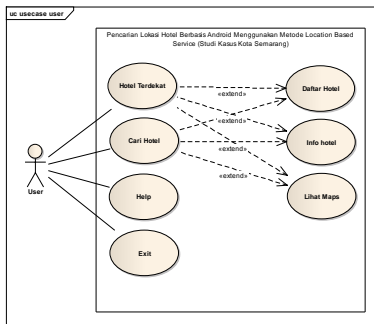 uc usecase user
Pencarian Lokasi Hotel Berbasis Android Menggunakan Metode Location Based
Service (Studi Kasus Kota Semarang)
Hotel Terdekat
Daftar Hotel
«extend»
«extend»
Cari Hotel
Info hotel
«extend»
«extend»
User
Help
Lihat Maps
Exit